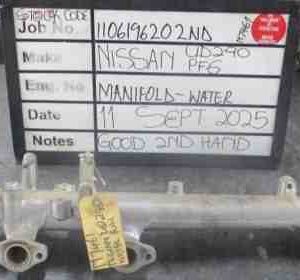 STOCK CODE
Job No. 1106196202ND
Make NISSAN UD240
PF6
Eng. No MANIFOLD-WATER
Date 11 SEPT 2025
Notes GOOD 2ND HAND